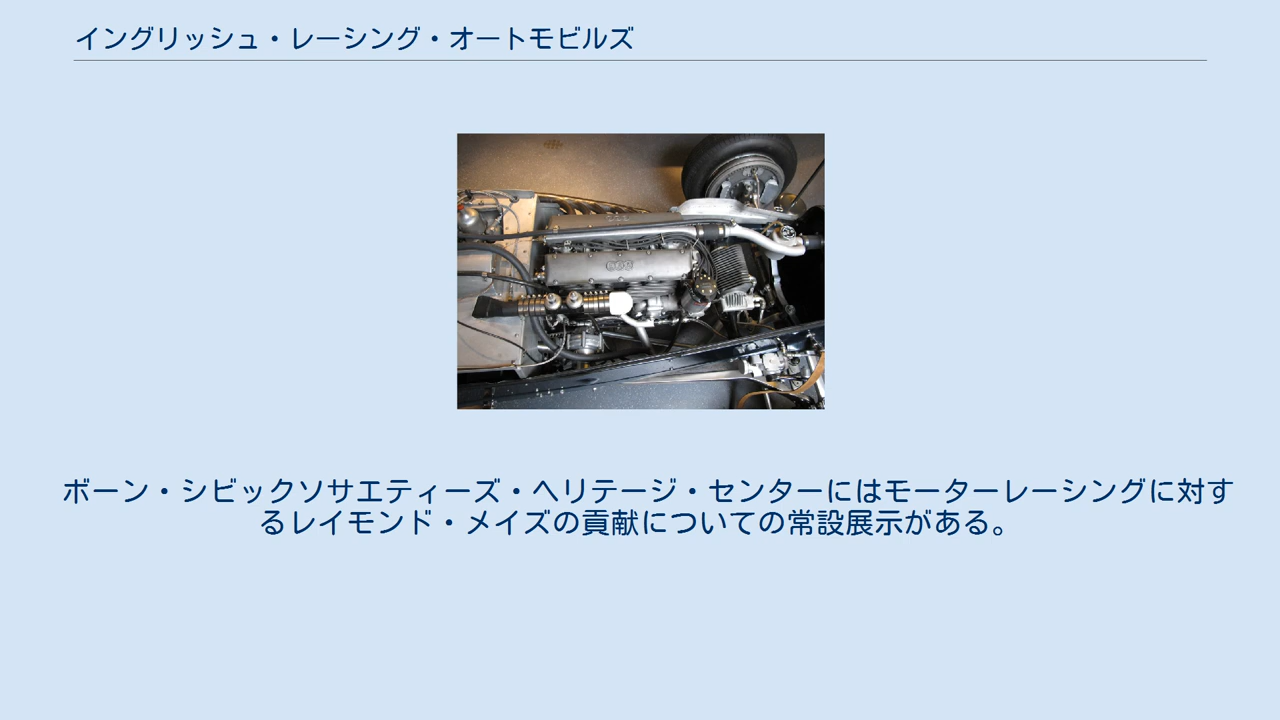 イングリッシュ・レーシング・オートモビルズ
ボーン・シビックソサエティーズ・ヘリテージ・センターにはモーターレーシングに対す
るレイモンド・メイズの貢献についての常設展示がある。